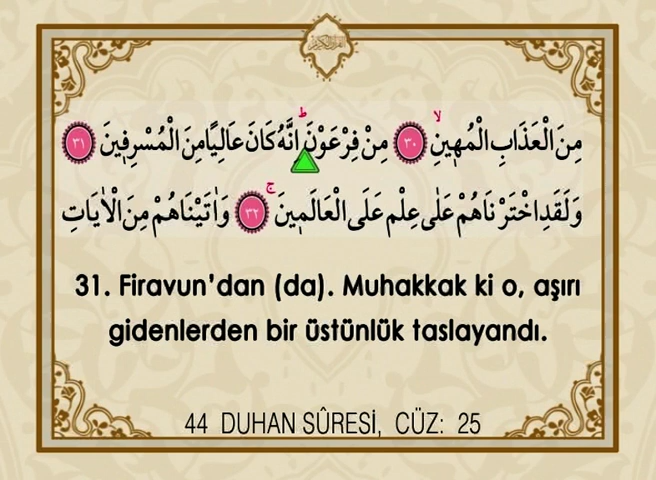 مِنَ الْعَذَابِ الْمُهٖينِۙ ﴿٣٠﴾ مِنْ فِرْعَوْنَؕ اِنَّهُ كَانَ عَالِيًا مِنَ الْمُسْرِفٖينَ ﴿٣١﴾
وَلَقَدِ اخْتَرْنَاهُمْ عَلٰى عِلْمٍ عَلَى الْعَالَمٖينَۚ ﴿٣٢﴾ وَاٰتَيْنَاهُمْ مِنَ الْاٰيَاتِ
31. Firavun’dan (da). Muhakkak ki o, aşırı
gidenlerden bir üstünlük taslayandı.
44 DUHAN SÛRESİ, CÜZ: 25